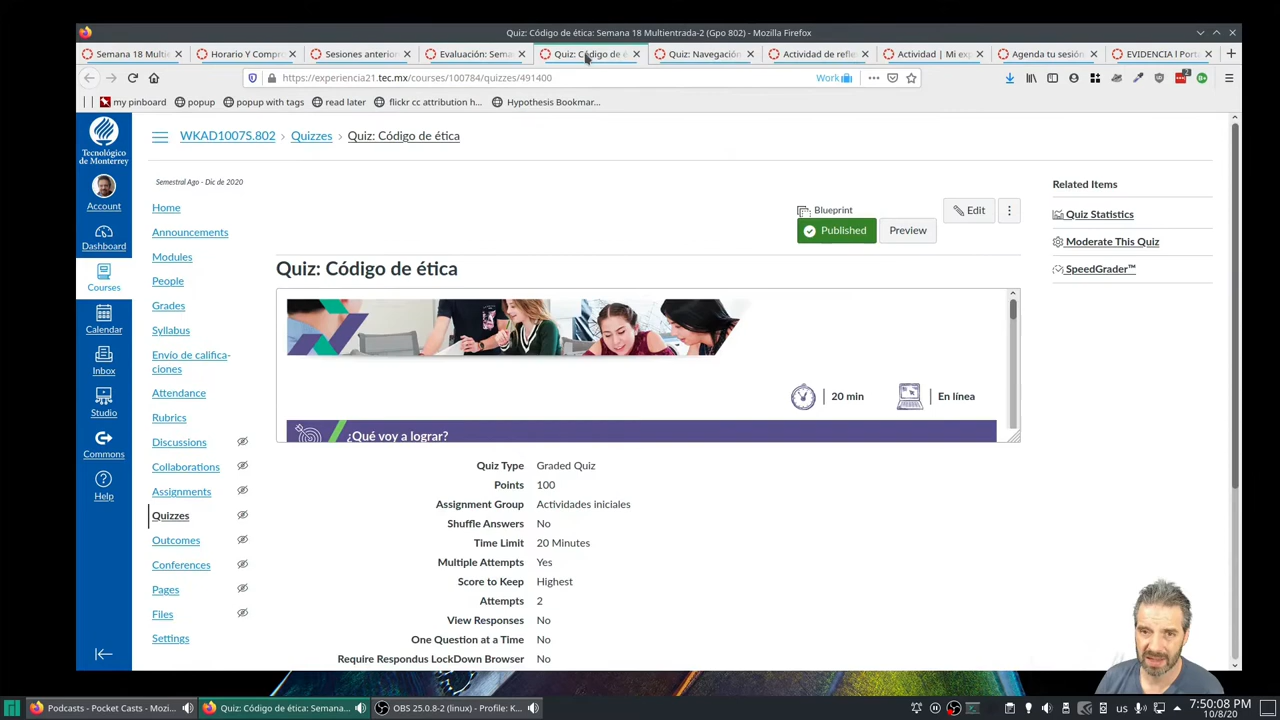 Quiz: Código de ética: Semana 18 Multientrada-2 (Gpo 802) - Mozilla Firefox
Semana 18 Multie
Horario Y Compro
Sesiones anterior
Evaluación: Sema
Quiz: Código de é
Quiz: Navegación
Actividad de refle
Actividad | Mi exp
Agenda tu sesión
EVIDENCIA I Porta
https://experiencia21.tec.mx/courses/100784/quizzes/491400
Work
my pinboard
popup
popup with tags
read later
flickr cc attribution h...
Hypothesis Bookmar...
Tecnológico
de Monterrey
Account
Dashboard
Courses
Calendar
Inbox
Studio
Commons
Help
WKAD1007S.802 › Quizzes › Quiz: Código de ética
Semestral Ago - Dic de 2020
Home
Announcements
Modules
People
Grades
Syllabus
Envío de califica-
ciones
Attendance
Rubrics
Discussions
Collaborations
Assignments
Quizzes
Outcomes
Conferences
Pages
Files
Settings
Blueprint
Edit
Published
Preview
Quiz: Código de ética
20 min
En línea
¿Qué voy a lograr?
Quiz Type Graded Quiz
Points 100
Assignment Group Actividades iniciales
Shuffle Answers No
Time Limit 20 Minutes
Multiple Attempts Yes
Score to Keep Highest
Attempts 2
View Responses No
One Question at a Time No
Require Respondus LockDown Browser No
Related Items
Quiz Statistics
Moderate This Quiz
SpeedGrader™
Podcasts - Pocket Casts — Mozi...
Quiz: Código de ética: Semana...
OBS 25.0.8-2 (linux) - Profile: K...
us
7:50:08 PM
10/8/20